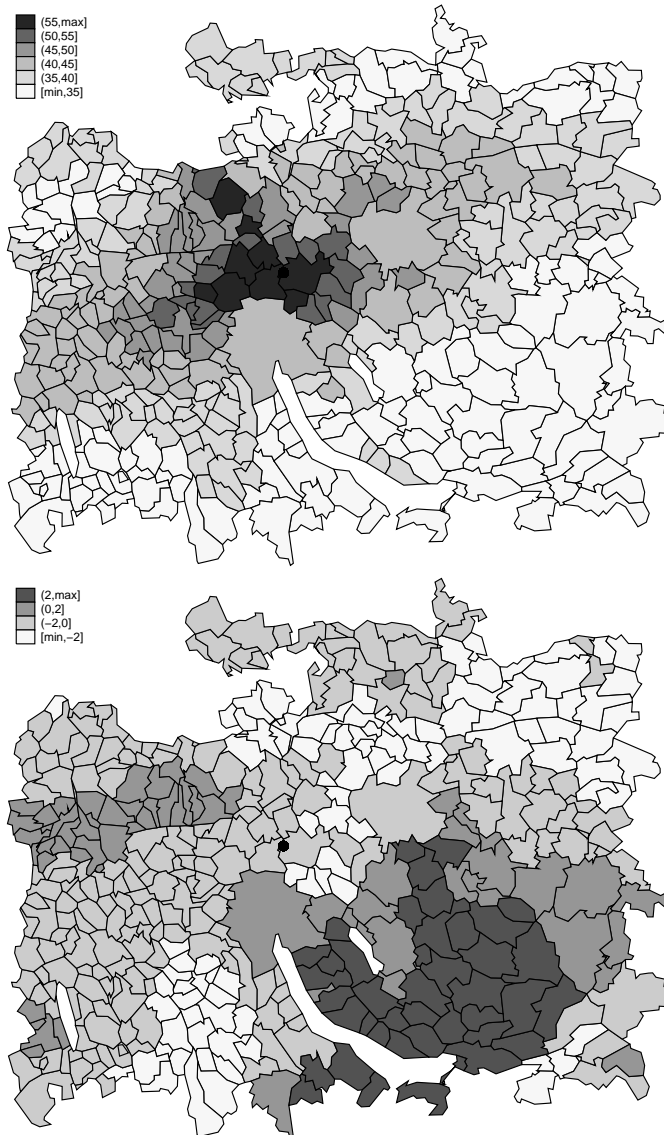 (55,max]
(50,55]
(45,50]
(40,45]
(35,40]
[min,35]
(2,max]
(0,2]
(−2,0]
[min,−2]